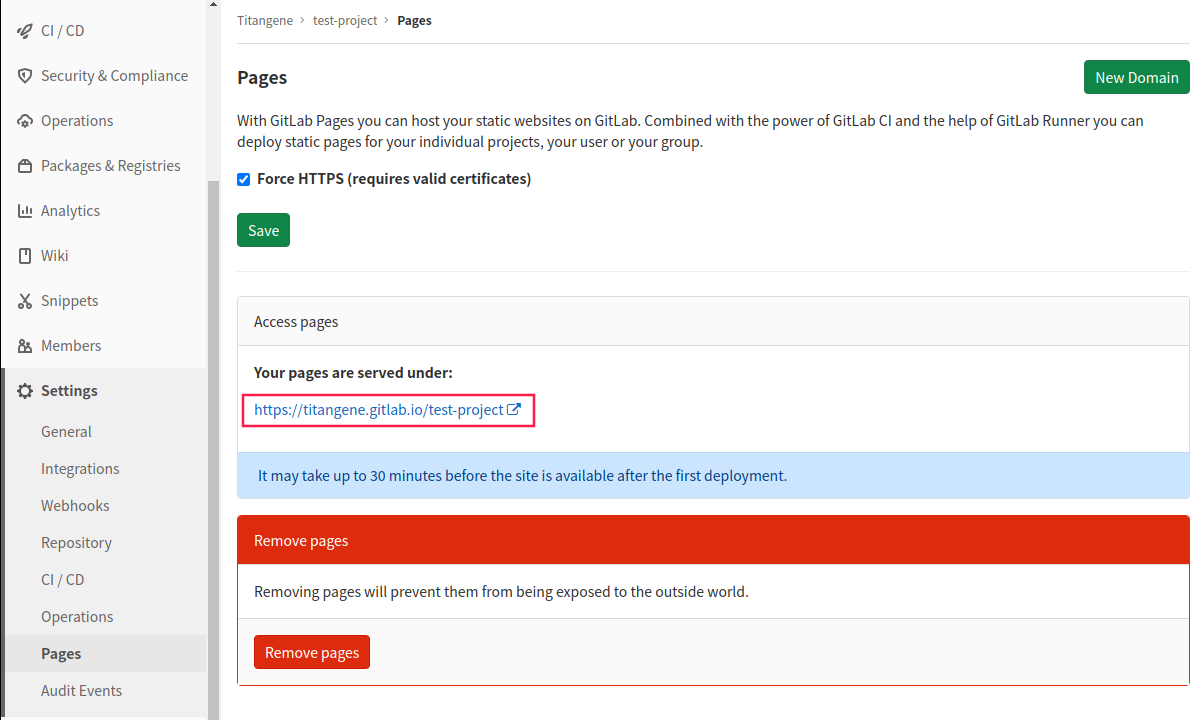 CI / CD
Security & Compliance
Operations
Packages & Registries
Analytics
Wiki
Snippets
Members
Settings
General
Integrations
Webhooks
Repository
CI / CD
Operations
Pages
Audit Events
Titangene › test-project › Pages
Pages
New Domain
With GitLab Pages you can host your static websites on GitLab. Combined with the power of GitLab CI and the help of GitLab Runner you can
deploy static pages for your individual projects, your user or your group.
Force HTTPS (requires valid certificates)
Save
Access pages
Your pages are served under:
https://titangene.gitlab.io/test-project
It may take up to 30 minutes before the site is available after the first deployment.
Remove pages
Removing pages will prevent them from being exposed to the outside world.
Remove pages